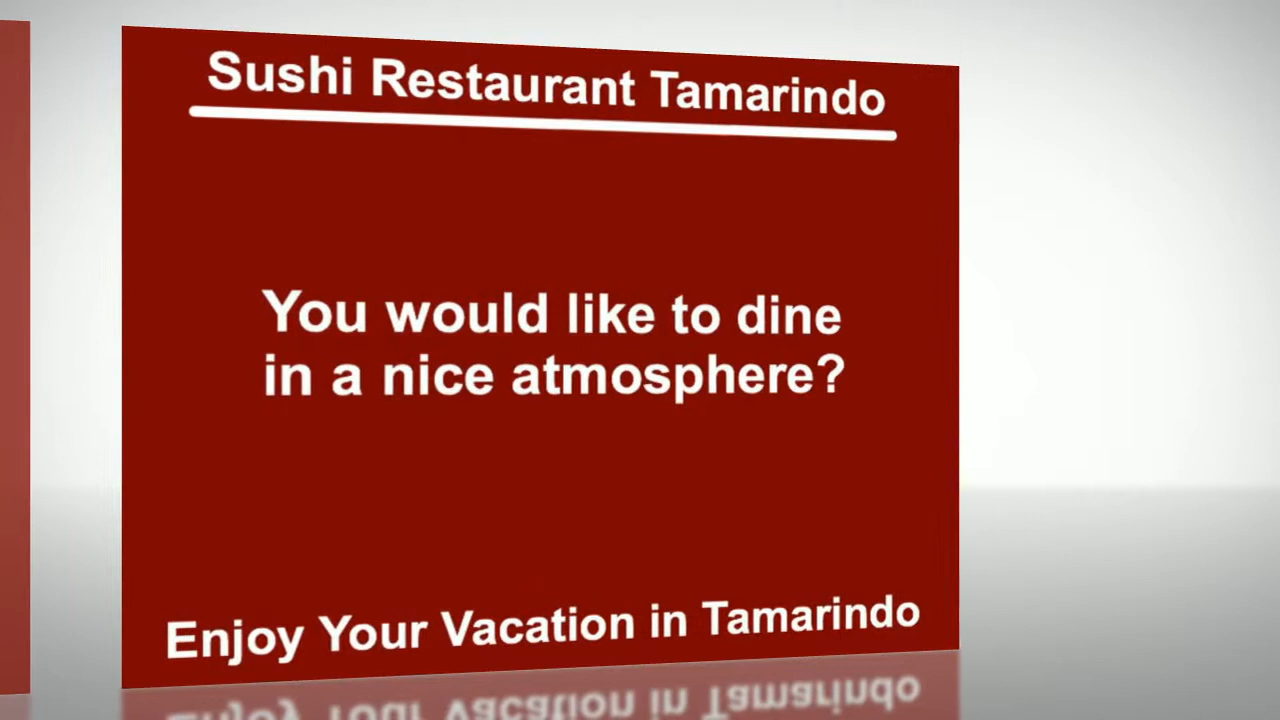 Sushi Restaurant Tamarindo
You would like to dine
in a nice atmosphere?
Enjoy Your Vacation in Tamarindo